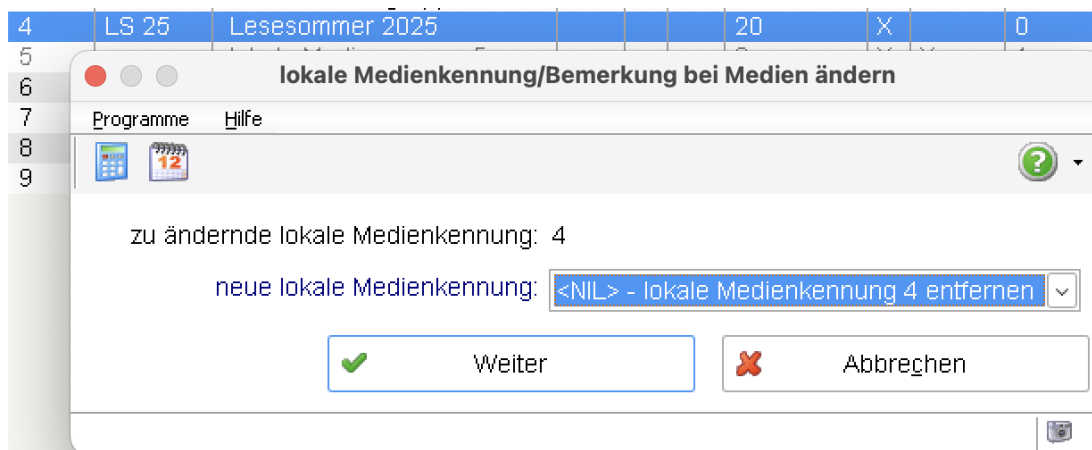 4 LS 25 Lesesommer 2025 20 X 0
5
6 lokale Medienkennung/Bemerkung bei Medien ändern
7 Programme Hilfe
8 12
9
zu ändernde lokale Medienkennung: 4
neue lokale Medienkennung: <NIL> - lokale Medienkennung 4 entfernen
Weiter Abbrechen